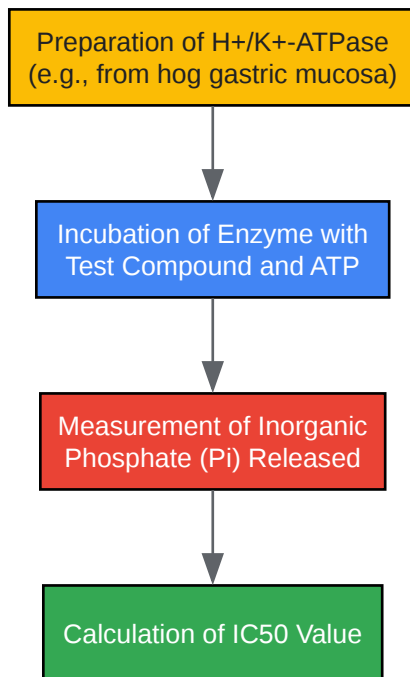 Preparation of H+/K+-ATPase
(e.g., from hog gastric mucosa)
Incubation of Enzyme with
Test Compound and ATP
Measurement of Inorganic
Phosphate (Pi) Released
Calculation of IC50 Value